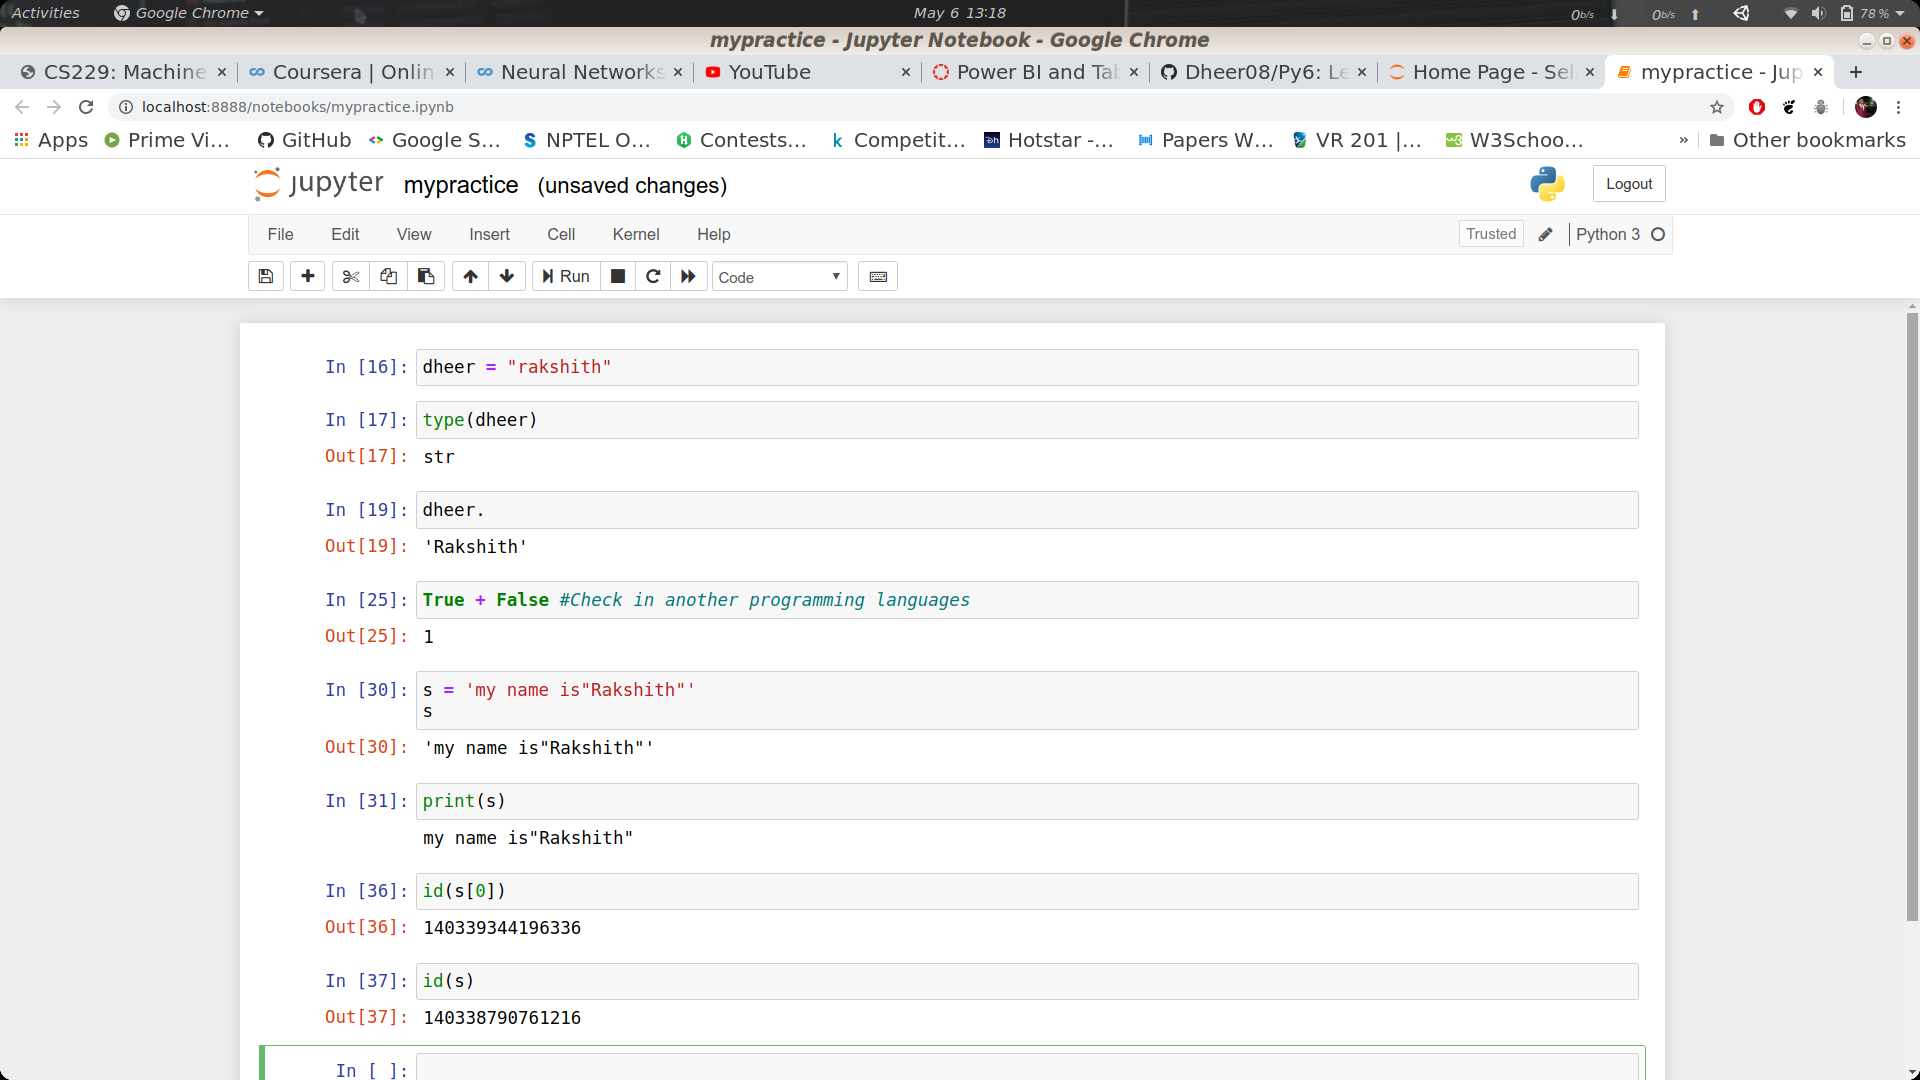 Activities Google Chrome May 6 13:18 0b/s 0b/s 78 %
mypractice - Jupyter Notebook - Google Chrome
CS229: Machine Coursera | Onlin Neural Networks YouTube Power BI and Tab Dheer08/Py6: Le Home Page - Sel mypractice - Jup
localhost:8888/notebooks/mypractice.ipynb
Apps Prime Vi... GitHub Google S... NPTEL O... Contests... Competit... Hotstar -... Papers W... VR 201 |... W3Schoo... » Other bookmarks
jupyter mypractice (unsaved changes) Logout
File Edit View Insert Cell Kernel Help Trusted Python 3
Run Code
In [16]: dheer = "rakshith"
In [17]: type(dheer)
Out[17]: str
In [19]: dheer.
Out[19]: 'Rakshith'
In [25]: True + False #Check in another programming languages
Out[25]: 1
In [30]: s = 'my name is"Rakshith"'
s
Out[30]: 'my name is"Rakshith"'
In [31]: print(s)
my name is"Rakshith"
In [36]: id(s[0])
Out[36]: 140339344196336
In [37]: id(s)
Out[37]: 140338790761216
In [ ]: